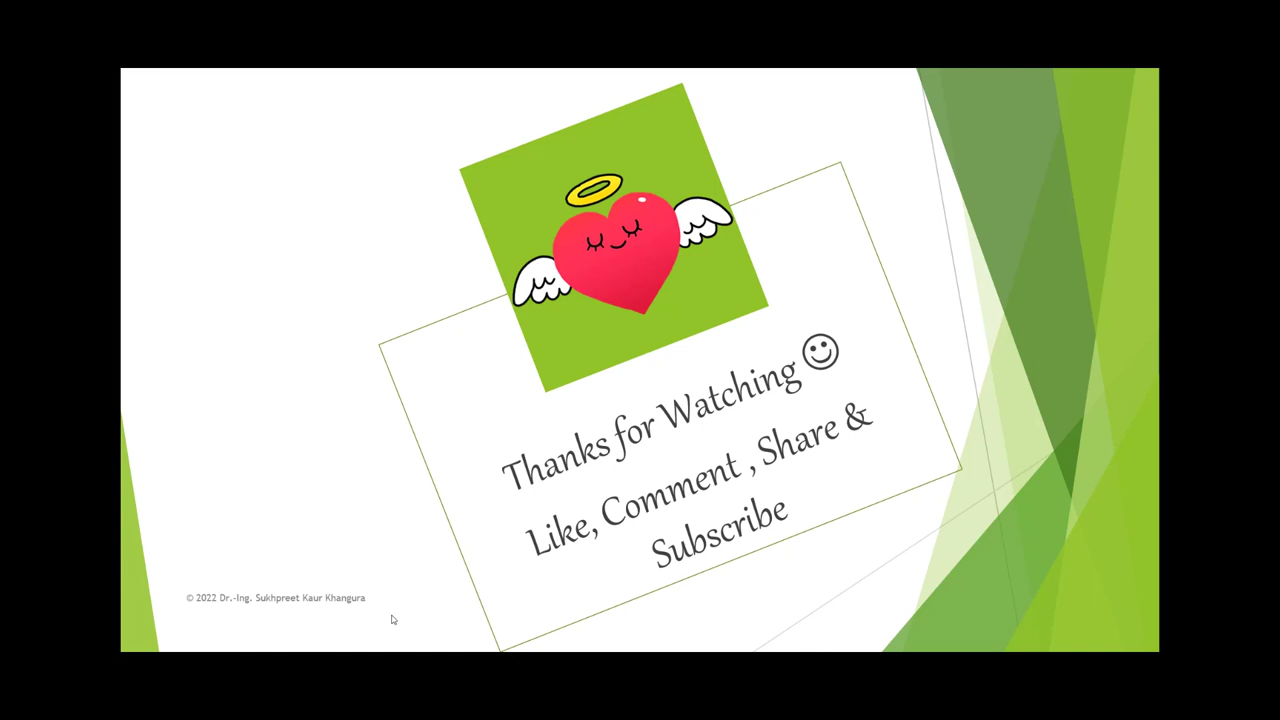 Thanks for Watching ☺
Like, Comment , Share &
Subscribe
© 2022 Dr.-Ing. Sukhpreet Kaur Khangura